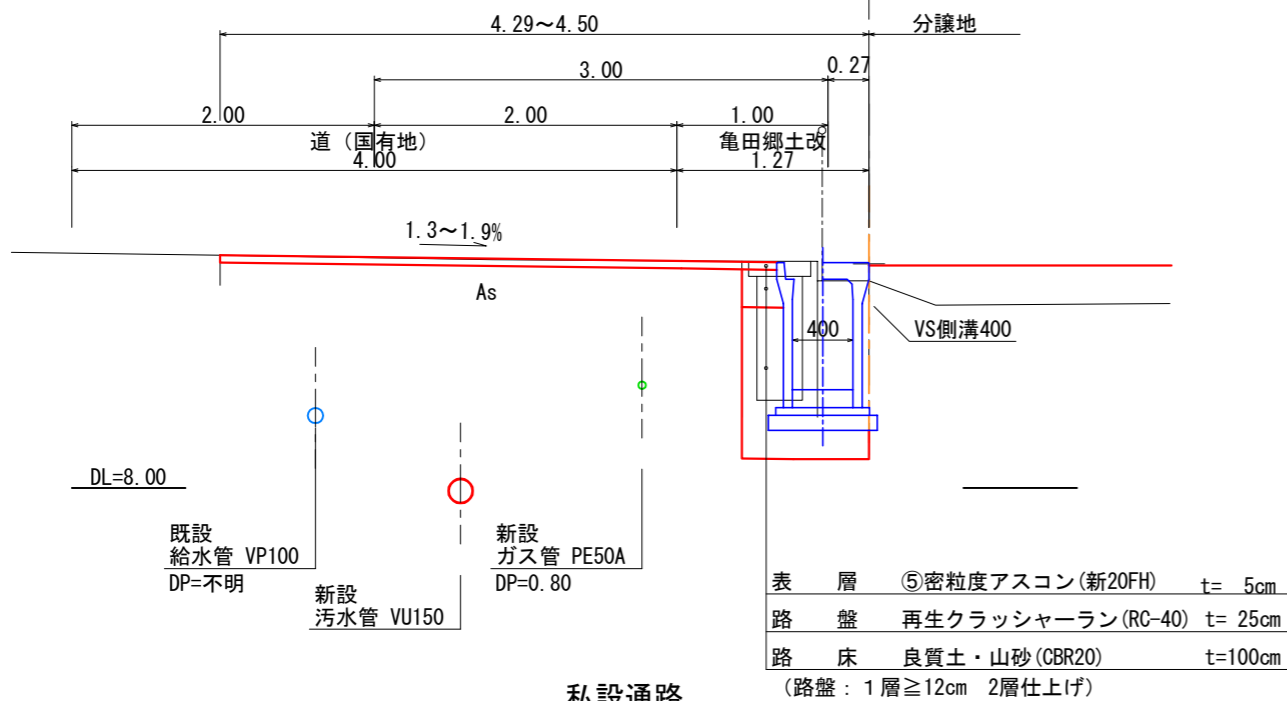 4.29～4.50
分譲地
3.00
0.27
2.00
2.00
1.00
道（国有地）
亀田郷土改
4.00
1.27
1.3～1.9%
As
400
VS側溝400
DL=8.00
既設
給水管 VP100
DP=不明
新設
汚水管 VU150
新設
ガス管 PE50A
DP=0.80
表　層　⑤密粒度アスコン(新20FH)　t= 5cm
路　盤　再生クラッシャーラン(RC-40)　t= 25cm
路　床　良質土・山砂(CBR20)　t=100cm
(路盤：１層≧12cm　2層仕上げ)
私設通路